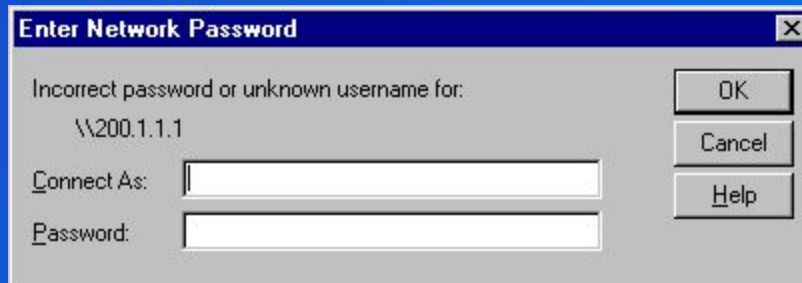 Enter Network Password
Incorrect password or unknown username for:
\\200.1.1.1
Connect As:
Password:
OK
Cancel
Help